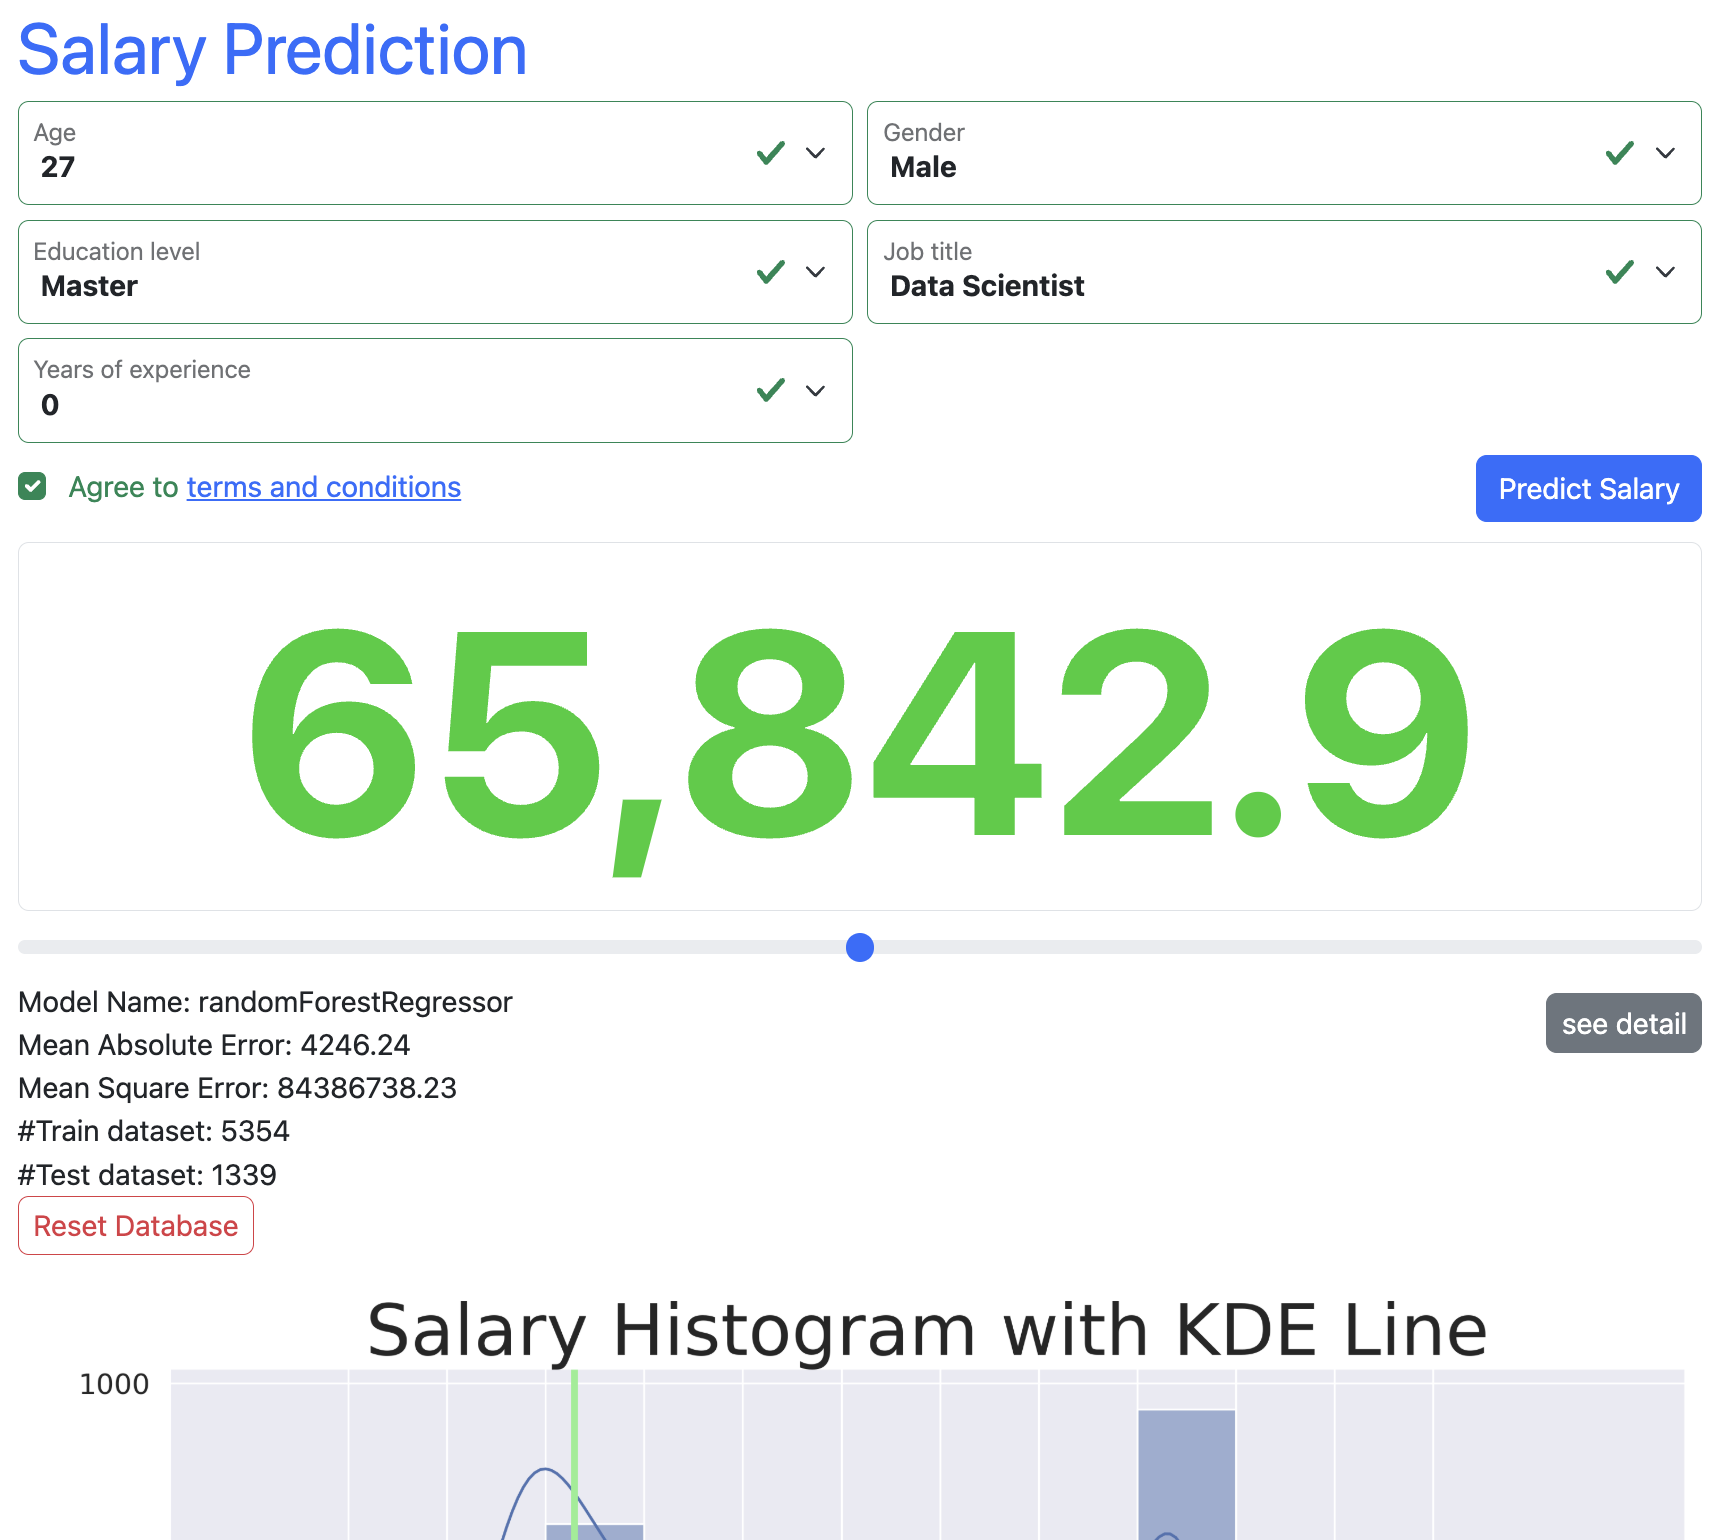 Salary Prediction
Age
27
Gender
Male
Education level
Master
Job title
Data Scientist
Years of experience
0
Agree to terms and conditions
Predict Salary
65,842.9
Model Name: randomForestRegressor
see detail
Mean Absolute Error: 4246.24
Mean Square Error: 84386738.23
#Train dataset: 5354
#Test dataset: 1339
Reset Database
Salary Histogram with KDE Line
1000